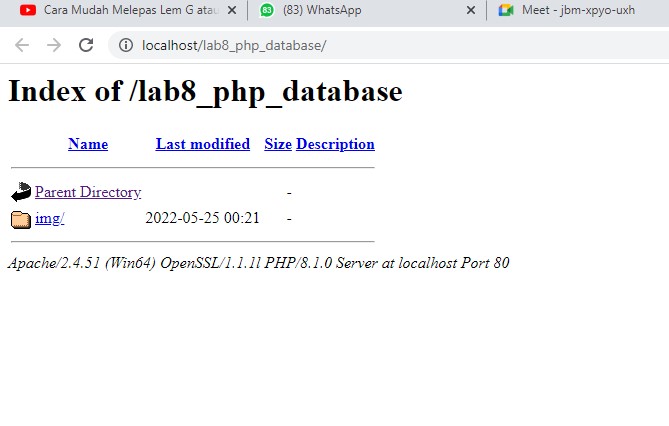 Cara Mudah Melepas Lem G atau
(83) WhatsApp
Meet - jbm-xpyo-uxh
localhost/lab8_php_database/
Index of /lab8_php_database
Name Last modified Size Description
Parent Directory -
img/ 2022-05-25 00:21 -
Apache/2.4.51 (Win64) OpenSSL/1.1.1l PHP/8.1.0 Server at localhost Port 80